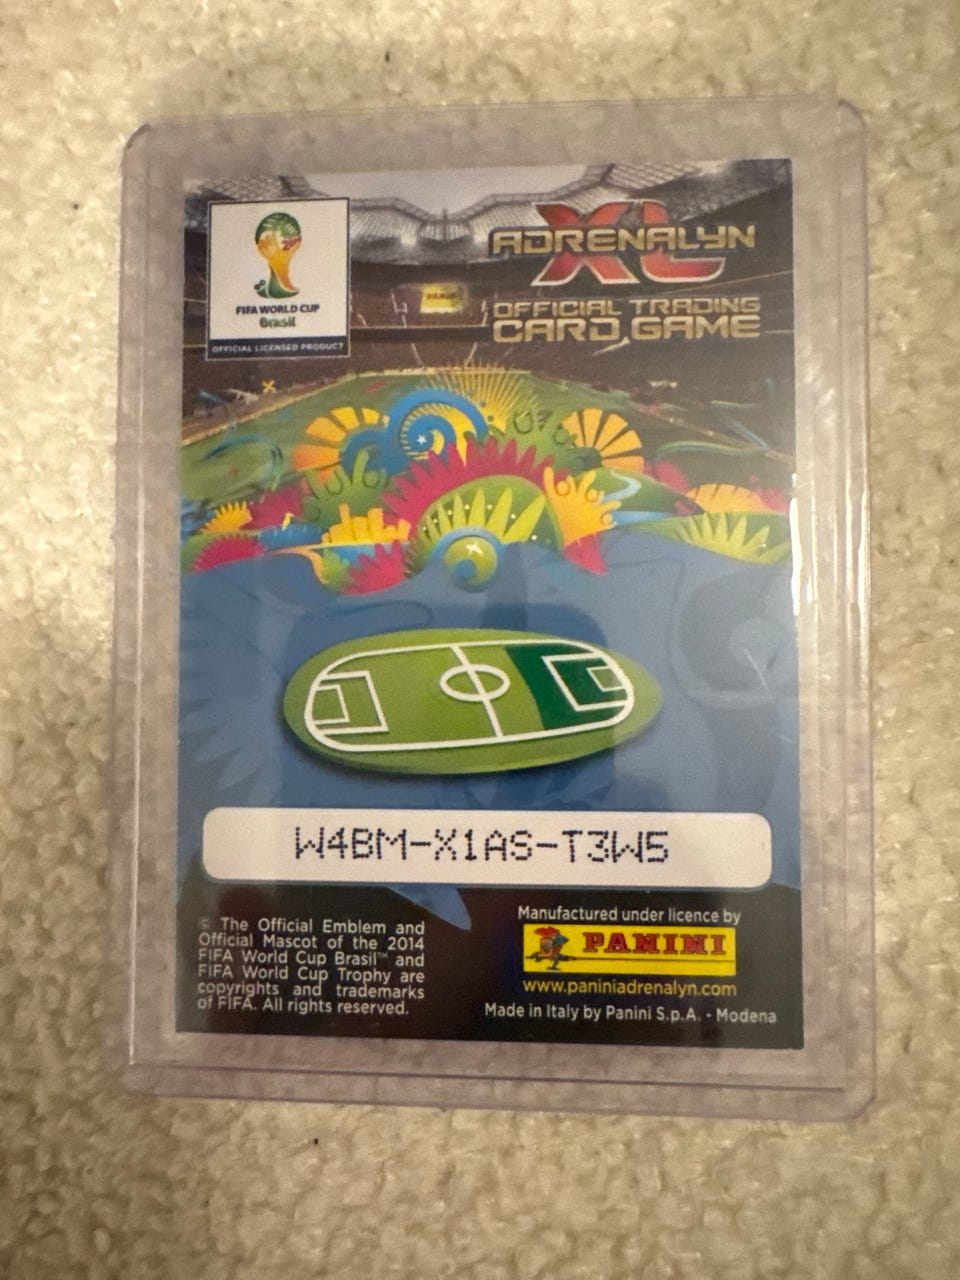 FIFA WORLD CUP
Brasil
OFFICIAL LICENSED PRODUCT
ADRENALYN
XL
OFFICIAL TRADING
CARD GAME
PANINI
W4BM-X1AS-T3W5
© The Official Emblem and
Official Mascot of the 2014
FIFA World Cup Brasil™ and
FIFA World Cup Trophy are
copyrights and trademarks
of FIFA. All rights reserved.
Manufactured under licence by
PANINI
www.paniniadrenalyn.com
Made in Italy by Panini S.p.A. - Modena